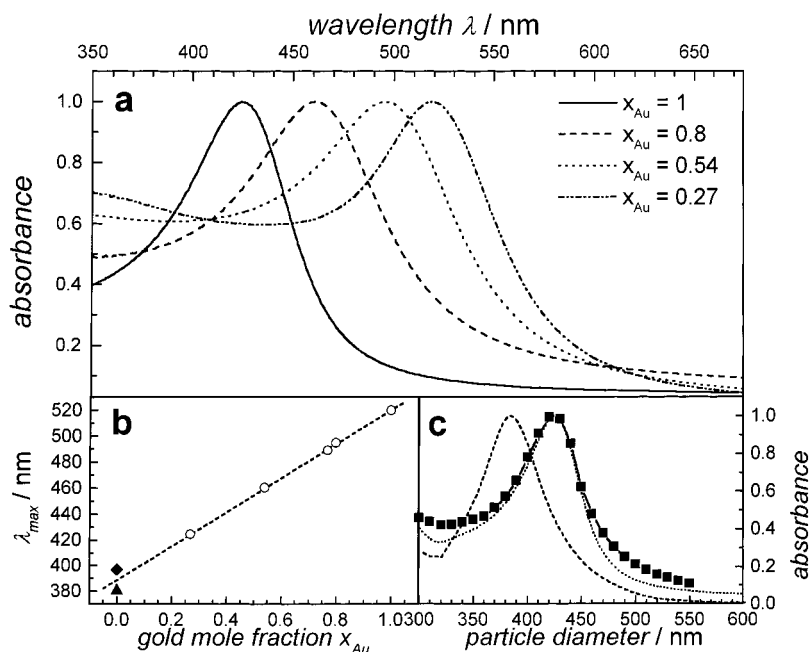 wavelength λ / nm
350 400 450 500 550 600 650
a
1.0
0.8
0.6
0.4
0.2
absorbance
x_Au = 1
x_Au = 0.8
x_Au = 0.54
x_Au = 0.27
b
520
500
480
460
440
420
400
380
λ_max / nm
0.0 0.2 0.4 0.6 0.8 1.0
gold mole fraction x_Au
c
1.0
0.8
0.6
0.4
0.2
0.0
absorbance
300 350 400 450 500 550 600
particle diameter / nm